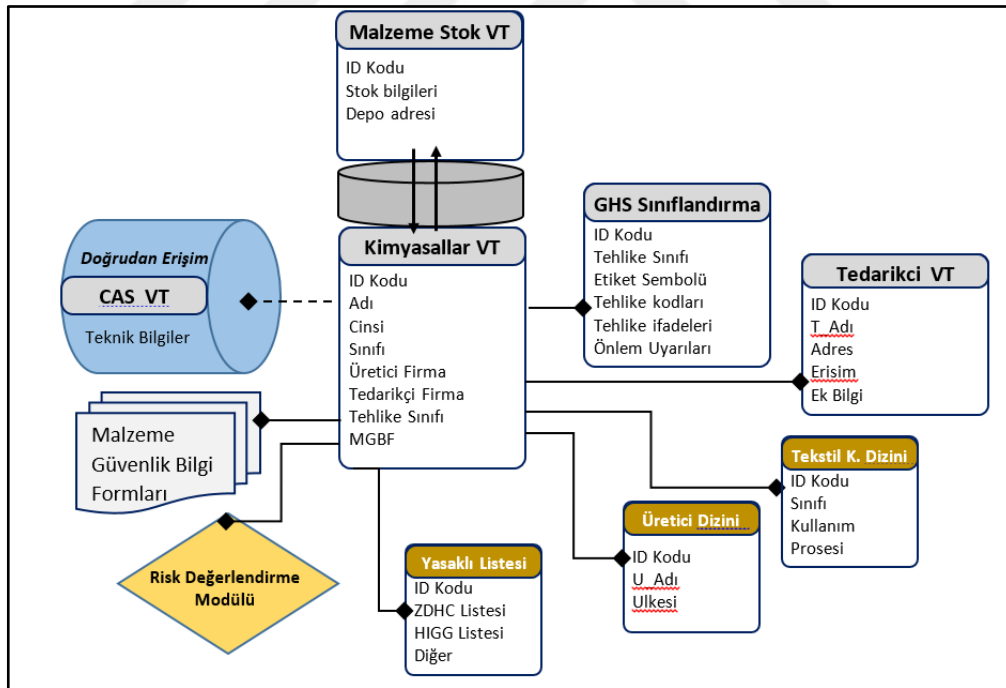 Malzeme Stok VT
ID Kodu
Stok bilgileri
Depo adresi
Doğrudan Erişim
CAS VT
Teknik Bilgiler
Kimyasallar VT
ID Kodu
Adı
Cinsi
Sınıfı
Üretici Firma
Tedarikçi Firma
Tehlike Sınıfı
MGBF
GHS Sınıflandırma
ID Kodu
Tehlike Sınıfı
Etiket Sembolü
Tehlike kodları
Tehlike ifadeleri
Önlem Uyarıları
Tedarikci VT
ID Kodu
T_Adı
Adres
Erisim
Ek Bilgi
Malzeme
Güvenlik Bilgi
Formları
Risk Değerlendirme
Modülü
Yasaklı Listesi
ID Kodu
ZDHC Listesi
HIGG Listesi
Diğer
Üretici Dizini
ID Kodu
U_Adı
Ulkesi
Tekstil K. Dizini
ID Kodu
Sınıfı
Kullanım
Prosesi